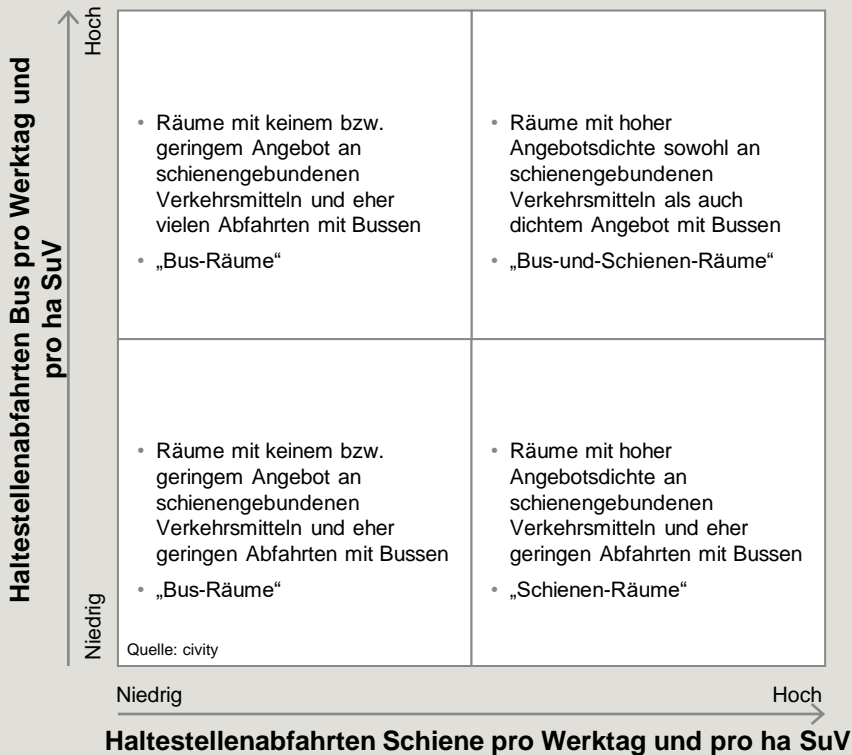 Haltestellenabfahrten Bus pro Werktag und
pro ha SuV
Hoch
Niedrig
• Räume mit keinem bzw.
geringem Angebot an
schienengebundenen
Verkehrsmitteln und eher
vielen Abfahrten mit Bussen
• „Bus-Räume“
• Räume mit hoher
Angebotsdichte sowohl an
schienengebundenen
Verkehrsmitteln als auch
dichtem Angebot mit Bussen
• „Bus-und-Schienen-Räume“
• Räume mit keinem bzw.
geringem Angebot an
schienengebundenen
Verkehrsmitteln und eher
geringen Abfahrten mit Bussen
• „Bus-Räume“
• Räume mit hoher
Angebotsdichte an
schienengebundenen
Verkehrsmitteln und eher
geringen Abfahrten mit Bussen
• „Schienen-Räume“
Quelle: civity
Niedrig
Hoch
Haltestellenabfahrten Schiene pro Werktag und pro ha SuV